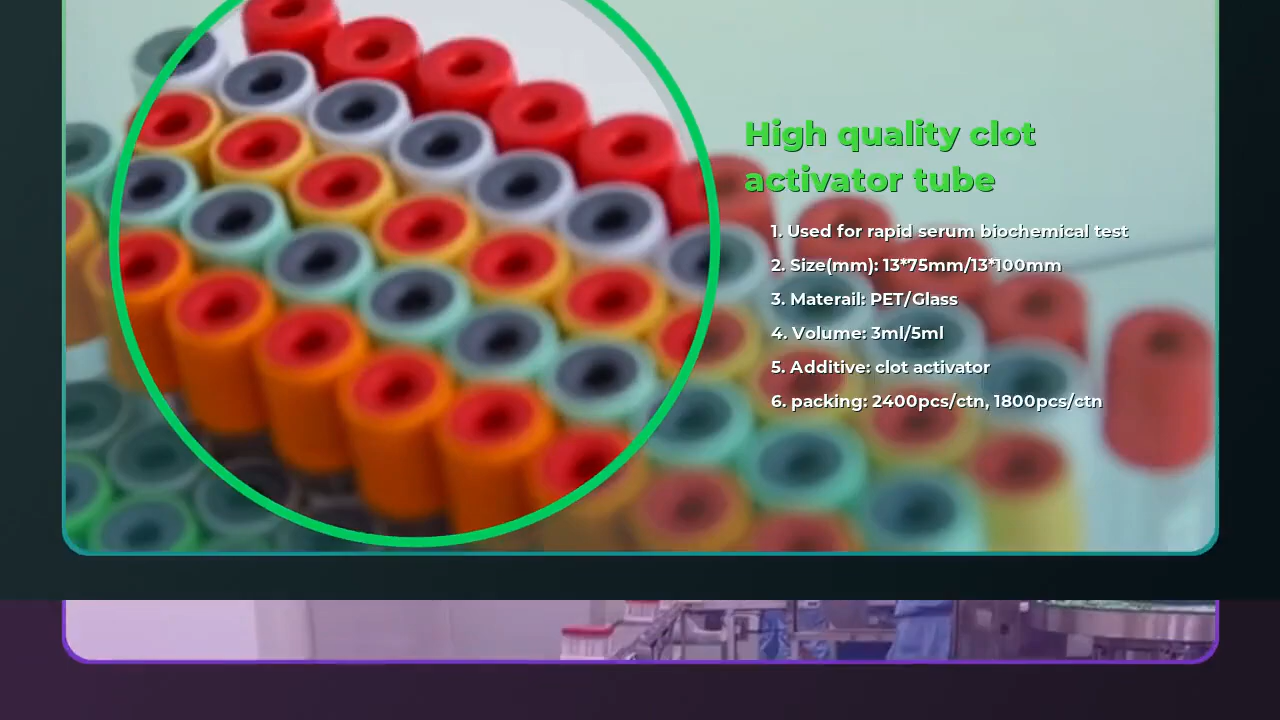 High quality clot
activator tube
1. Used for rapid serum biochemical test
2. Size(mm): 13*75mm/13*100mm
3. Materail: PET/Glass
4. Volume: 3ml/5ml
5. Additive: clot activator
6. packing: 2400pcs/ctn, 1800pcs/ctn